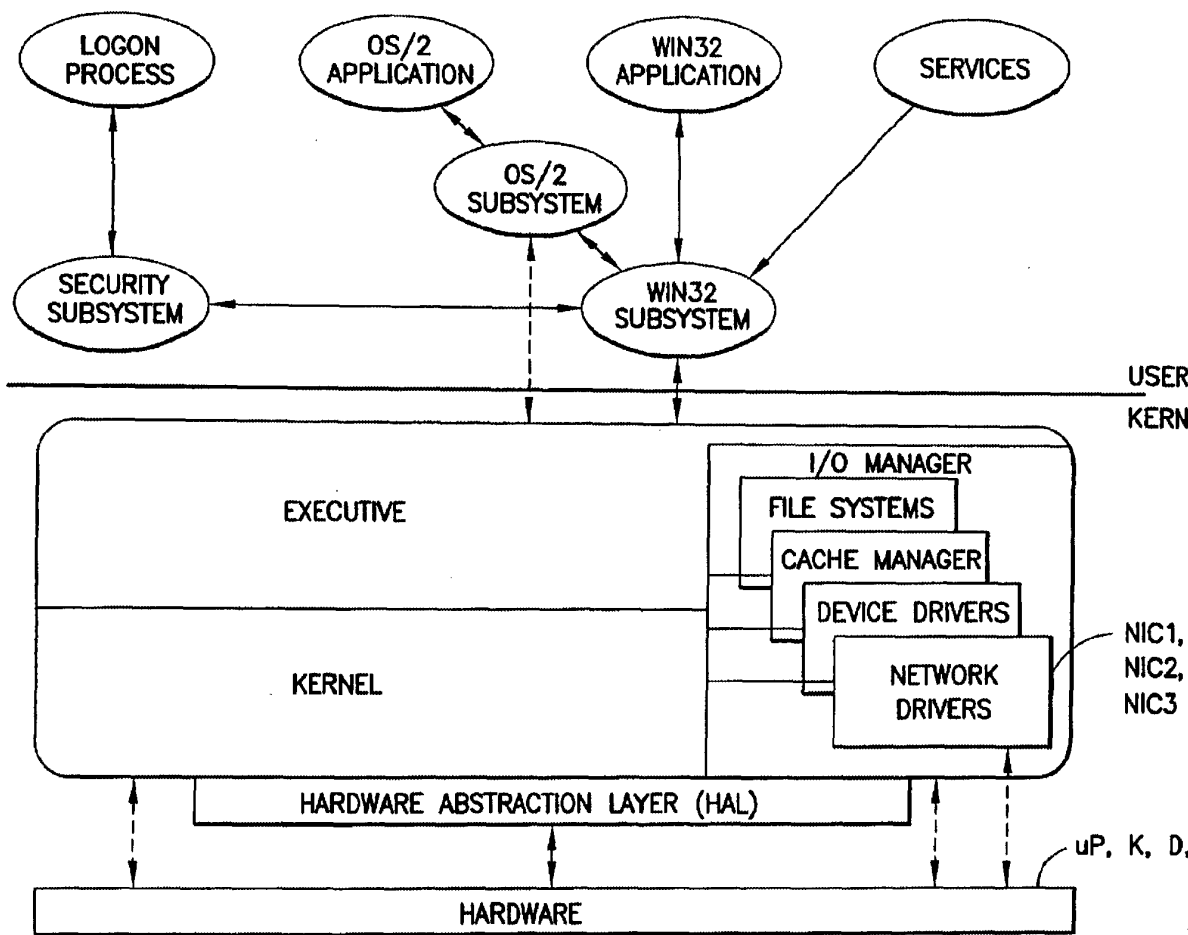 LOGON
PROCESS
OS/2
APPLICATION
WIN32
APPLICATION
SERVICES
OS/2
SUBSYSTEM
SECURITY
SUBSYSTEM
WIN32
SUBSYSTEM
USER
KERN
I/O MANAGER
FILE SYSTEMS
CACHE MANAGER
DEVICE DRIVERS
NETWORK
DRIVERS
EXECUTIVE
KERNEL
NIC1,
NIC2,
NIC3
HARDWARE ABSTRACTION LAYER (HAL)
uP, K, D,
HARDWARE